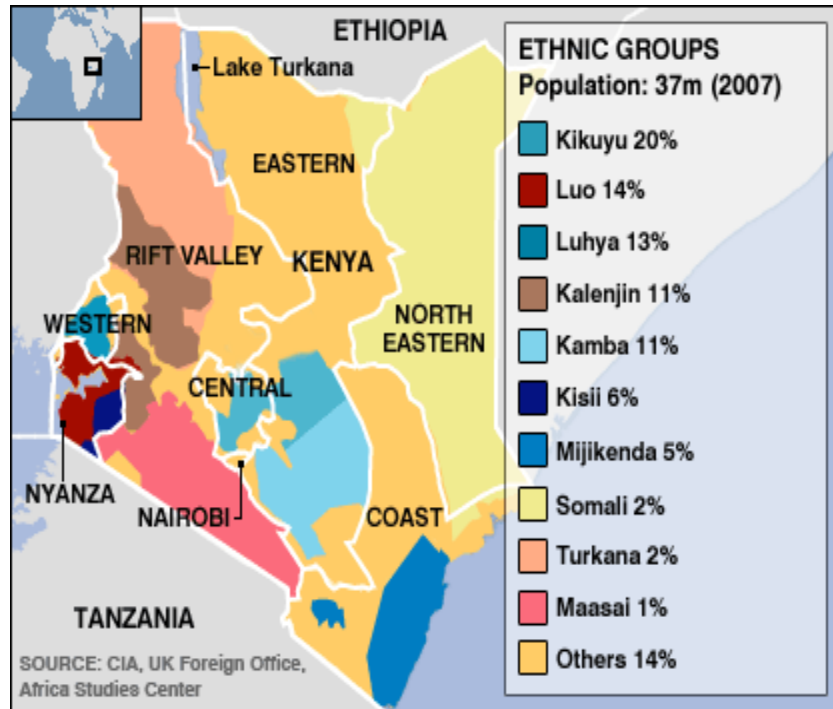 ETHIOPIA
Lake Turkana
EASTERN
RIFT VALLEY
KENYA
WESTERN
NORTH
EASTERN
CENTRAL
NYANZA
NAIROBI
COAST
TANZANIA
SOURCE: CIA, UK Foreign Office,
Africa Studies Center
ETHNIC GROUPS
Population: 37m (2007)
Kikuyu 20%
Luo 14%
Luhya 13%
Kalenjin 11%
Kamba 11%
Kisii 6%
Mijikenda 5%
Somali 2%
Turkana 2%
Maasai 1%
Others 14%